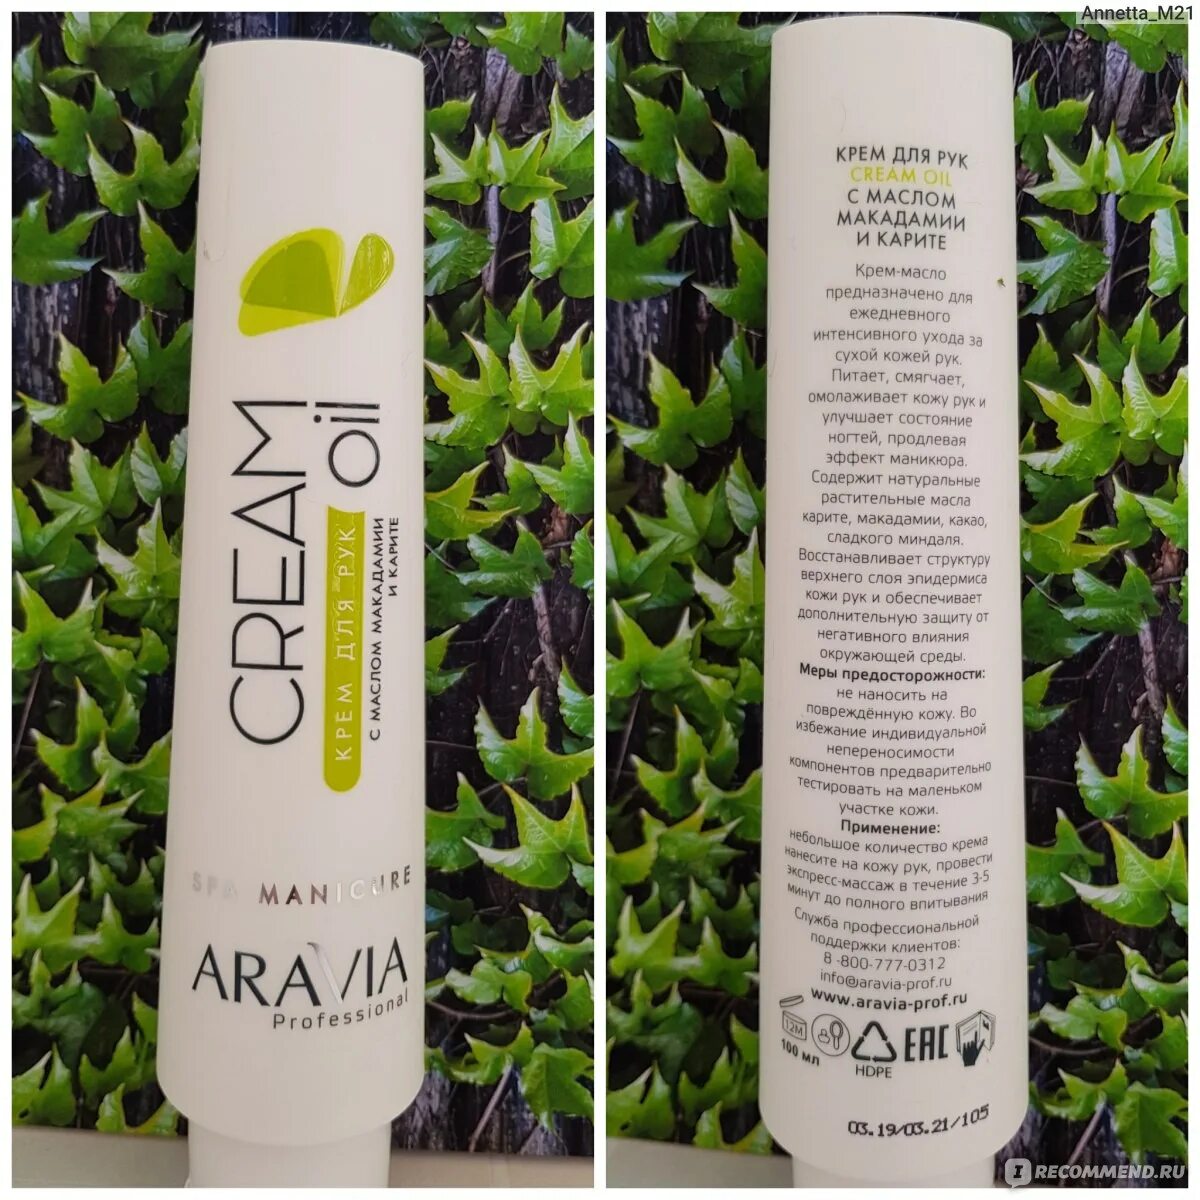 Annetta_M21
CREAM
Oil
КРЕМ ДЛЯ РУК
С МАСЛОМ МАКАДАМИИ
И КАРИТЕ
SPA MANICURE
ARAVIA
Professional
КРЕМ ДЛЯ РУК
CREAM OIL
С МАСЛОМ
МАКАДАМИИ
И КАРИТЕ
Крем-масло
предназначено для
ежедневного
интенсивного ухода за
сухой кожей рук.
Питает, смягчает,
омолаживает кожу рук и
улучшает состояние
ногтей, продлевая
эффект маникюра.
Содержит натуральные
растительные масла
карите, макадамии, какао,
сладкого миндаля.
Восстанавливает структуру
верхнего слоя эпидермиса
кожи рук и обеспечивает
дополнительную защиту от
негативного влияния
окружающей среды.
Меры предосторожности:
не наносить на
повреждённую кожу. Во
избежание индивидуальной
непереносимости
компонентов предварительно
тестировать на маленьком
участке кожи.
Применение:
небольшое количество крема
нанесите на кожу рук, провести
экспресс-массаж в течение 3-5
минут до полного впитывания
Служба профессиональной
поддержки клиентов:
8 -800-777-0312
info@aravia-prof.ru
www.aravia-prof.ru
12M
100 мл
HDPE
EAC
03.19/03.21/105
I RECOMMEND.RU